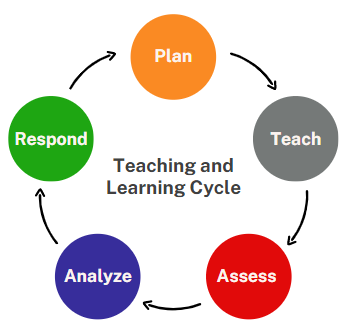 Plan
Teach
Assess
Analyze
Respond
Teaching and
Learning Cycle